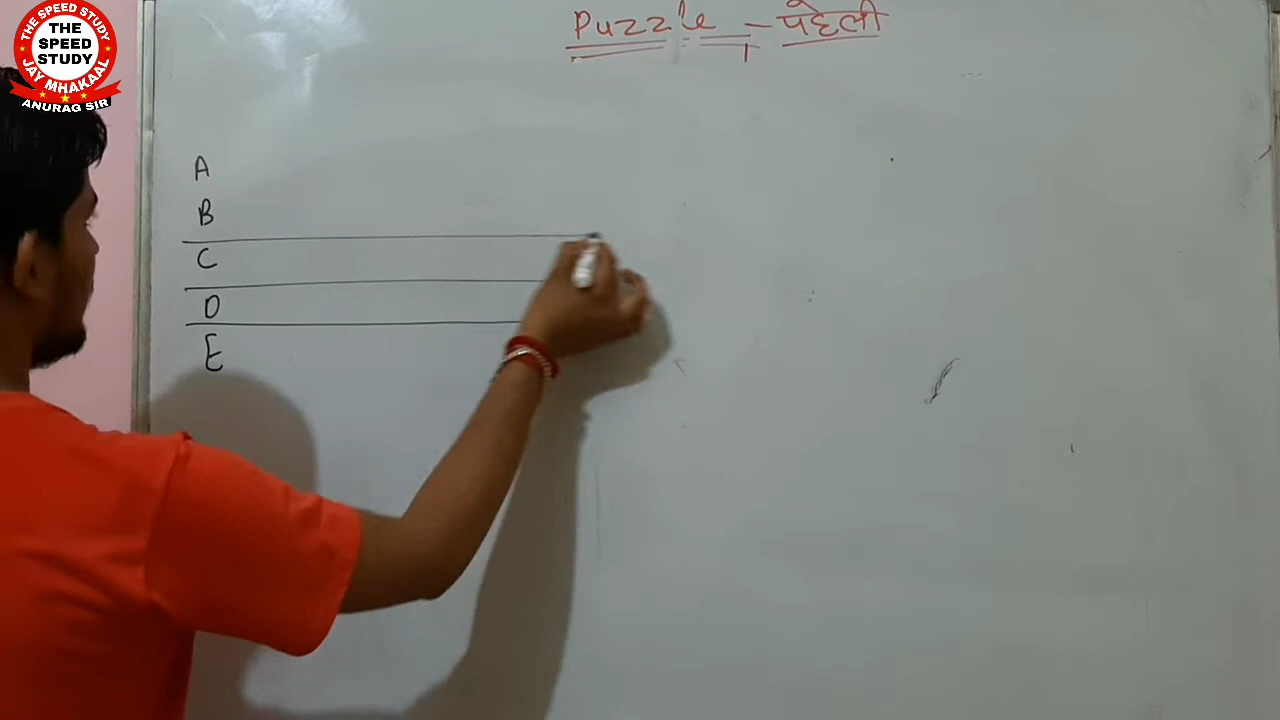 THE
SPEED
STUDY
THE SPEED STUDY
JAY MHAKAAL
ANURAG SIR
Puzzle - पहेली
A
B
C
D
E